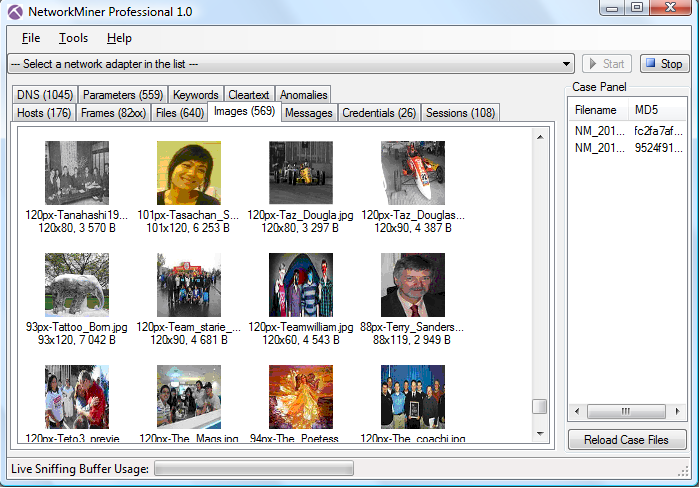 NetworkMiner Professional 1.0
File Tools Help
--- Select a network adapter in the list --- Start Stop
DNS (1045) Parameters (559) Keywords Cleartext Anomalies
Hosts (176) Frames (82xx) Files (640) Images (569) Messages Credentials (26) Sessions (108)
120px-Tanahashi19... 101px-Tasachan_S... 120px-Taz_Dougla.jpg 120px-Taz_Douglas...
120x80, 3 570 B 101x120, 6 253 B 120x80, 3 297 B 120x90, 4 387 B
93px-Tattoo_Born.jpg 120px-Team_starie_... 120px-Teamwilliam.jpg 88px-Terry_Sanders...
93x120, 7 042 B 120x90, 4 681 B 120x60, 4 543 B 88x119, 2 949 B
120px-Teto3_previe... 120px-The_Mags.jpg 94px-The_Poetess... 120px-The_coachi.jpg
Case Panel
Filename MD5
NM_201... fc2fa7af...
NM_201... 9524f91...
Reload Case Files
Live Sniffing Buffer Usage: